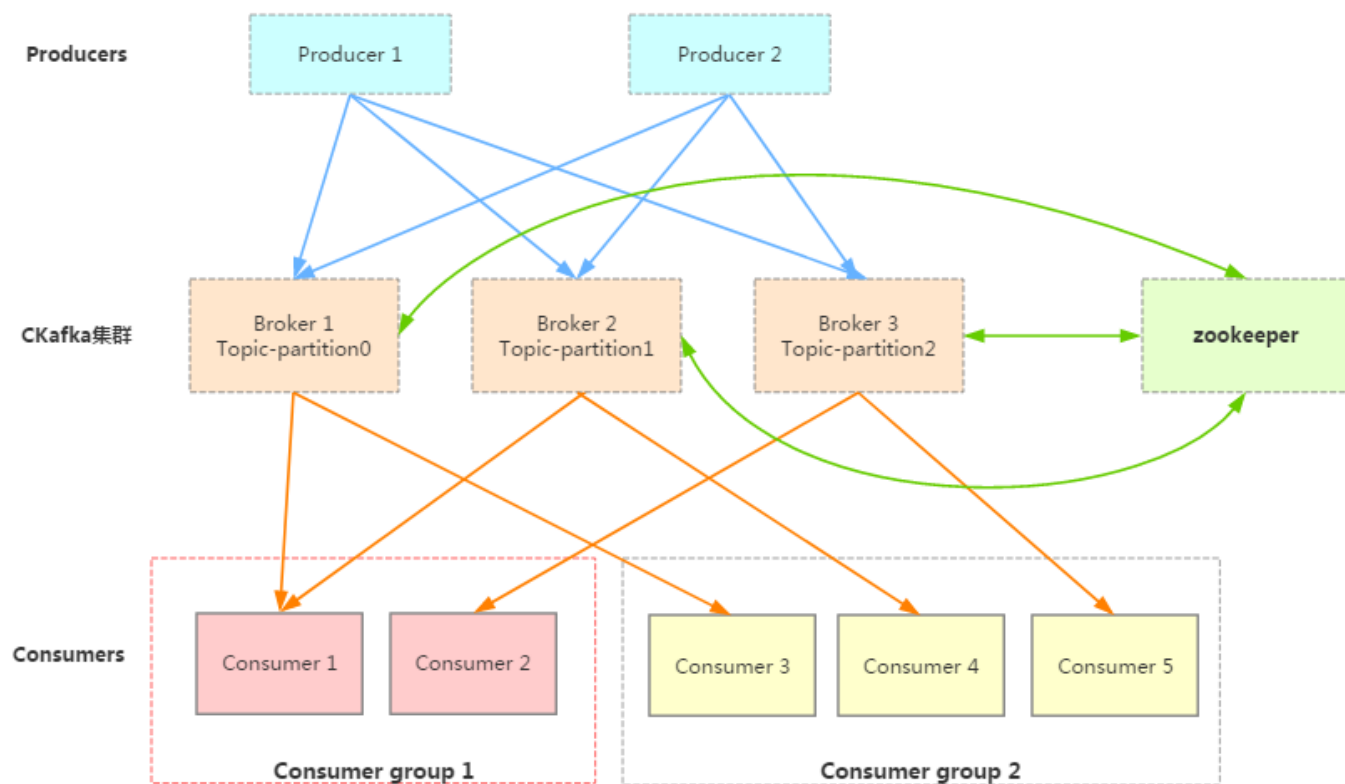 Producers
Producer 1
Producer 2
CKafka集群
Broker 1
Topic-partition0
Broker 2
Topic-partition1
Broker 3
Topic-partition2
zookeeper
Consumers
Consumer 1
Consumer 2
Consumer 3
Consumer 4
Consumer 5
Consumer group 1
Consumer group 2